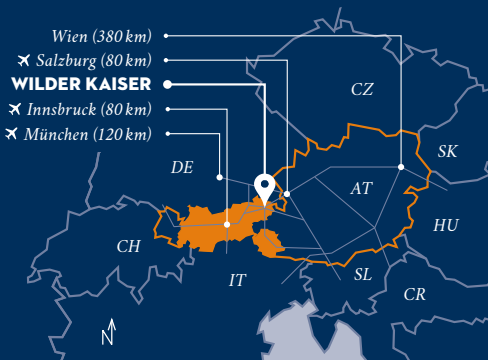 Wien (380 km)
Salzburg (80 km)
WILDER KAISER
Innsbruck (80 km)
München (120 km)
CZ
SK
DE
AT
HU
CH
IT
SL
CR
N